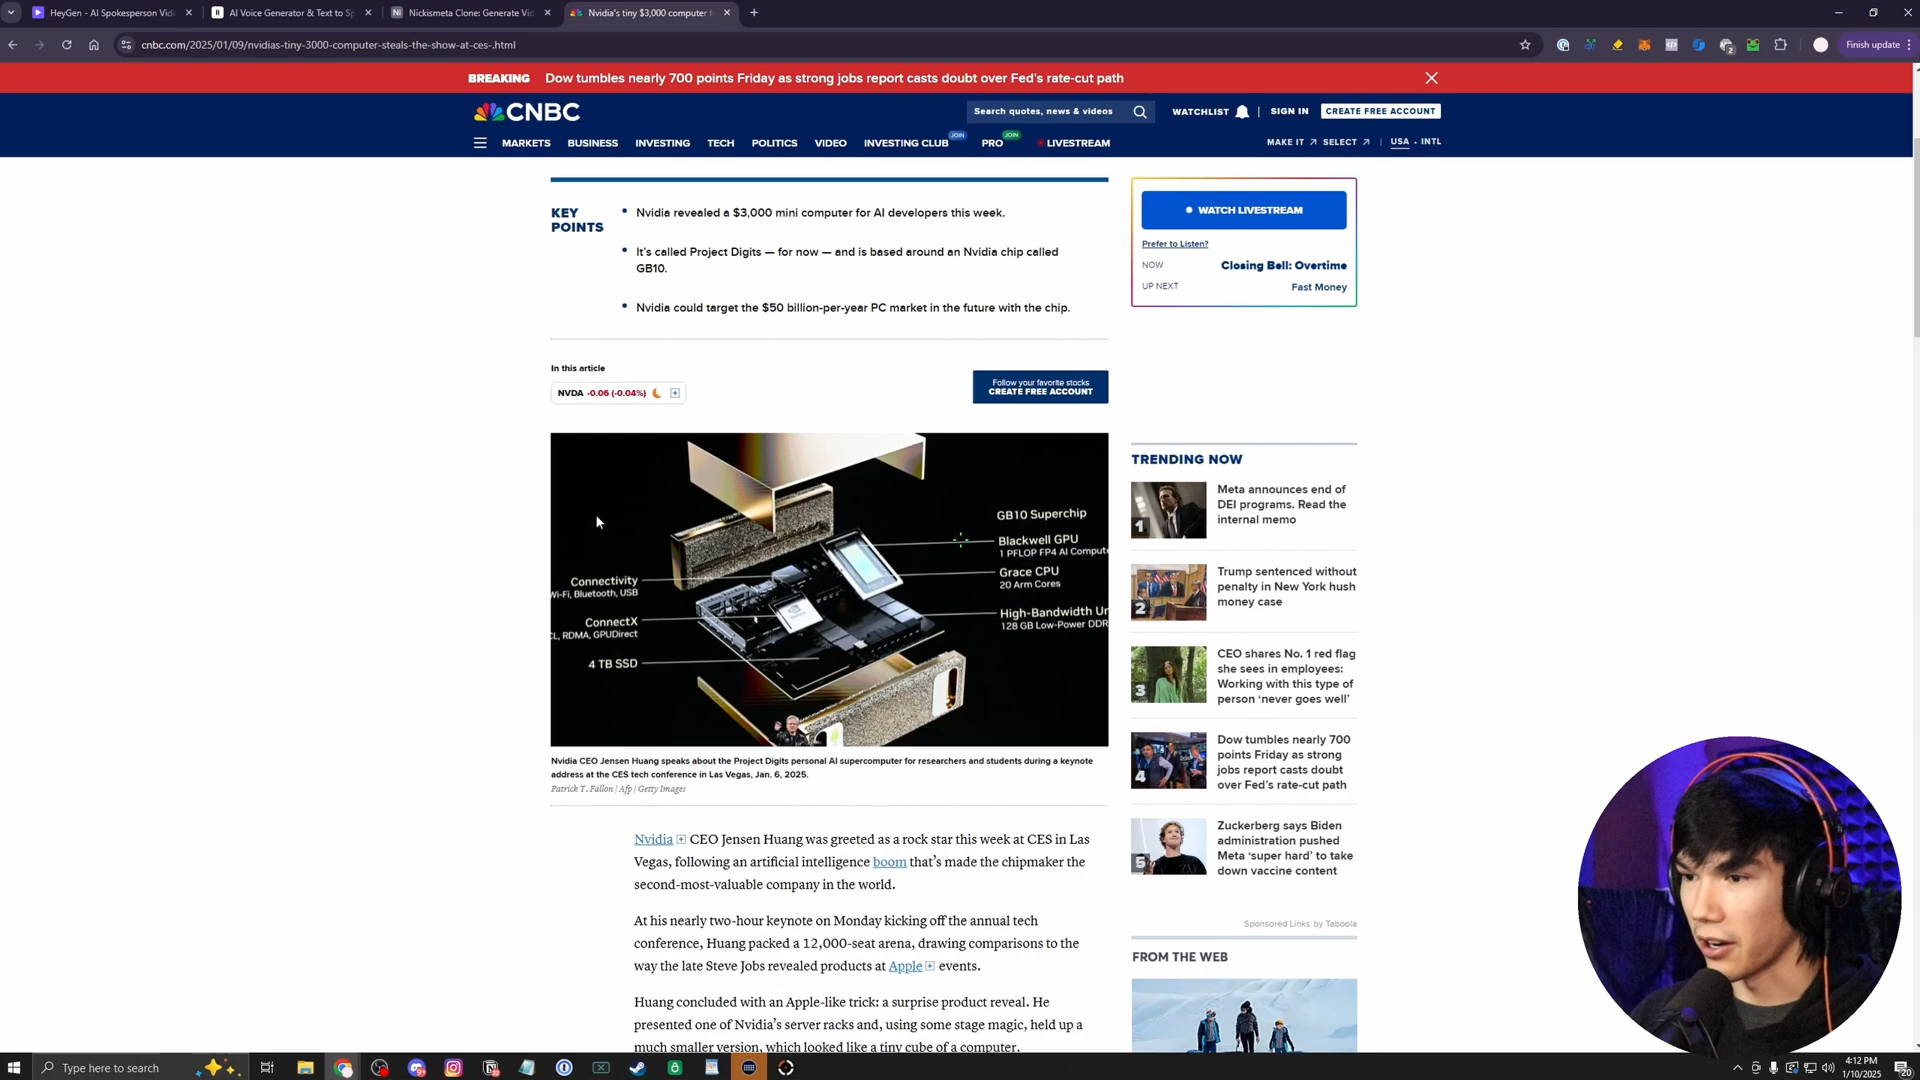 HeyGen - AI Spokesperson Vid
AI Voice Generator & Text to Sp
Nickismeta Clone: Generate Vid
Nvidia's tiny $3,000 computer
cnbc.com/2025/01/09/nvidias-tiny-3000-computer-steals-the-show-at-ces-.html
Finish update
BREAKING Dow tumbles nearly 700 points Friday as strong jobs report casts doubt over Fed's rate-cut path
CNBC
Search quotes, news & videos
WATCHLIST
SIGN IN
CREATE FREE ACCOUNT
MARKETS BUSINESS INVESTING TECH POLITICS VIDEO INVESTING CLUB JOIN PRO JOIN LIVESTREAM
MAKE IT SELECT USA INTL
KEY
POINTS
Nvidia revealed a $3,000 mini computer for AI developers this week.
It's called Project Digits — for now — and is based around an Nvidia chip called
GB10.
Nvidia could target the $50 billion-per-year PC market in the future with the chip.
WATCH LIVESTREAM
Prefer to Listen?
NOW Closing Bell: Overtime
UP NEXT Fast Money
In this article
NVDA -0.06 (-0.04%)
Follow your favorite stocks
CREATE FREE ACCOUNT
GB10 Superchip
Blackwell GPU
1 PFLOP FP4 AI Compute
Grace CPU
20 Arm Cores
High-Bandwidth Un
128 GB Low-Power DDR
Connectivity
Wi-Fi, Bluetooth, USB
ConnectX
CL, RDMA, GPUDirect
4 TB SSD
Nvidia CEO Jensen Huang speaks about the Project Digits personal AI supercomputer for researchers and students during a keynote
address at the CES tech conference in Las Vegas, Jan. 6, 2025.
Patrick T. Fallon | Afp | Getty Images
Nvidia CEO Jensen Huang was greeted as a rock star this week at CES in Las
Vegas, following an artificial intelligence boom that's made the chipmaker the
second-most-valuable company in the world.
At his nearly two-hour keynote on Monday kicking off the annual tech
conference, Huang packed a 12,000-seat arena, drawing comparisons to the
way the late Steve Jobs revealed products at Apple events.
Huang concluded with an Apple-like trick: a surprise product reveal. He
presented one of Nvidia's server racks and, using some stage magic, held up a
much smaller version, which looked like a tiny cube of a computer.
TRENDING NOW
1
Meta announces end of
DEI programs. Read the
internal memo
2
Trump sentenced without
penalty in New York hush
money case
3
CEO shares No. 1 red flag
she sees in employees:
Working with this type of
person 'never goes well'
4
Dow tumbles nearly 700
points Friday as strong
jobs report casts doubt
over Fed's rate-cut path
5
Zuckerberg says Biden
administration pushed
Meta 'super hard' to take
down vaccine content
Sponsored Links by Taboola
FROM THE WEB
Type here to search
4:12 PM
1/10/2025
20